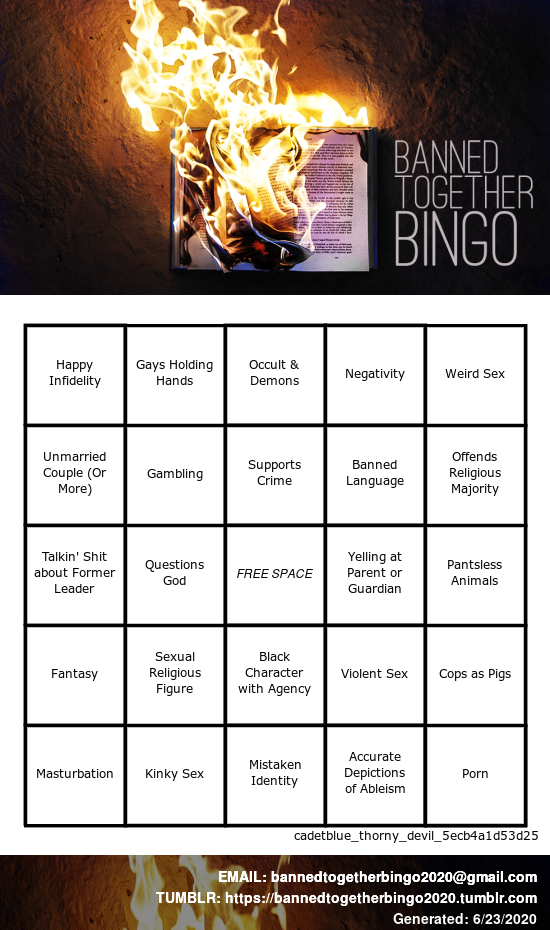 BANNED
TOGETHER
BINGO
Happy
Infidelity
Gays Holding
Hands
Occult &
Demons
Negativity
Weird Sex
Unmarried
Couple (Or
More)
Gambling
Supports
Crime
Banned
Language
Offends
Religious
Majority
Talkin' Shit
about Former
Leader
Questions
God
FREE SPACE
Yelling at
Parent or
Guardian
Pantsless
Animals
Fantasy
Sexual
Religious
Figure
Black
Character
with Agency
Violent Sex
Cops as Pigs
Masturbation
Kinky Sex
Mistaken
Identity
Accurate
Depictions
of Ableism
Porn
cadetblue_thorny_devil_5ecb4a1d53d25
EMAIL: bannedtogetherbingo2020@gmail.com
TUMBLR: https://bannedtogetherbingo2020.tumblr.com
Generated: 6/23/2020